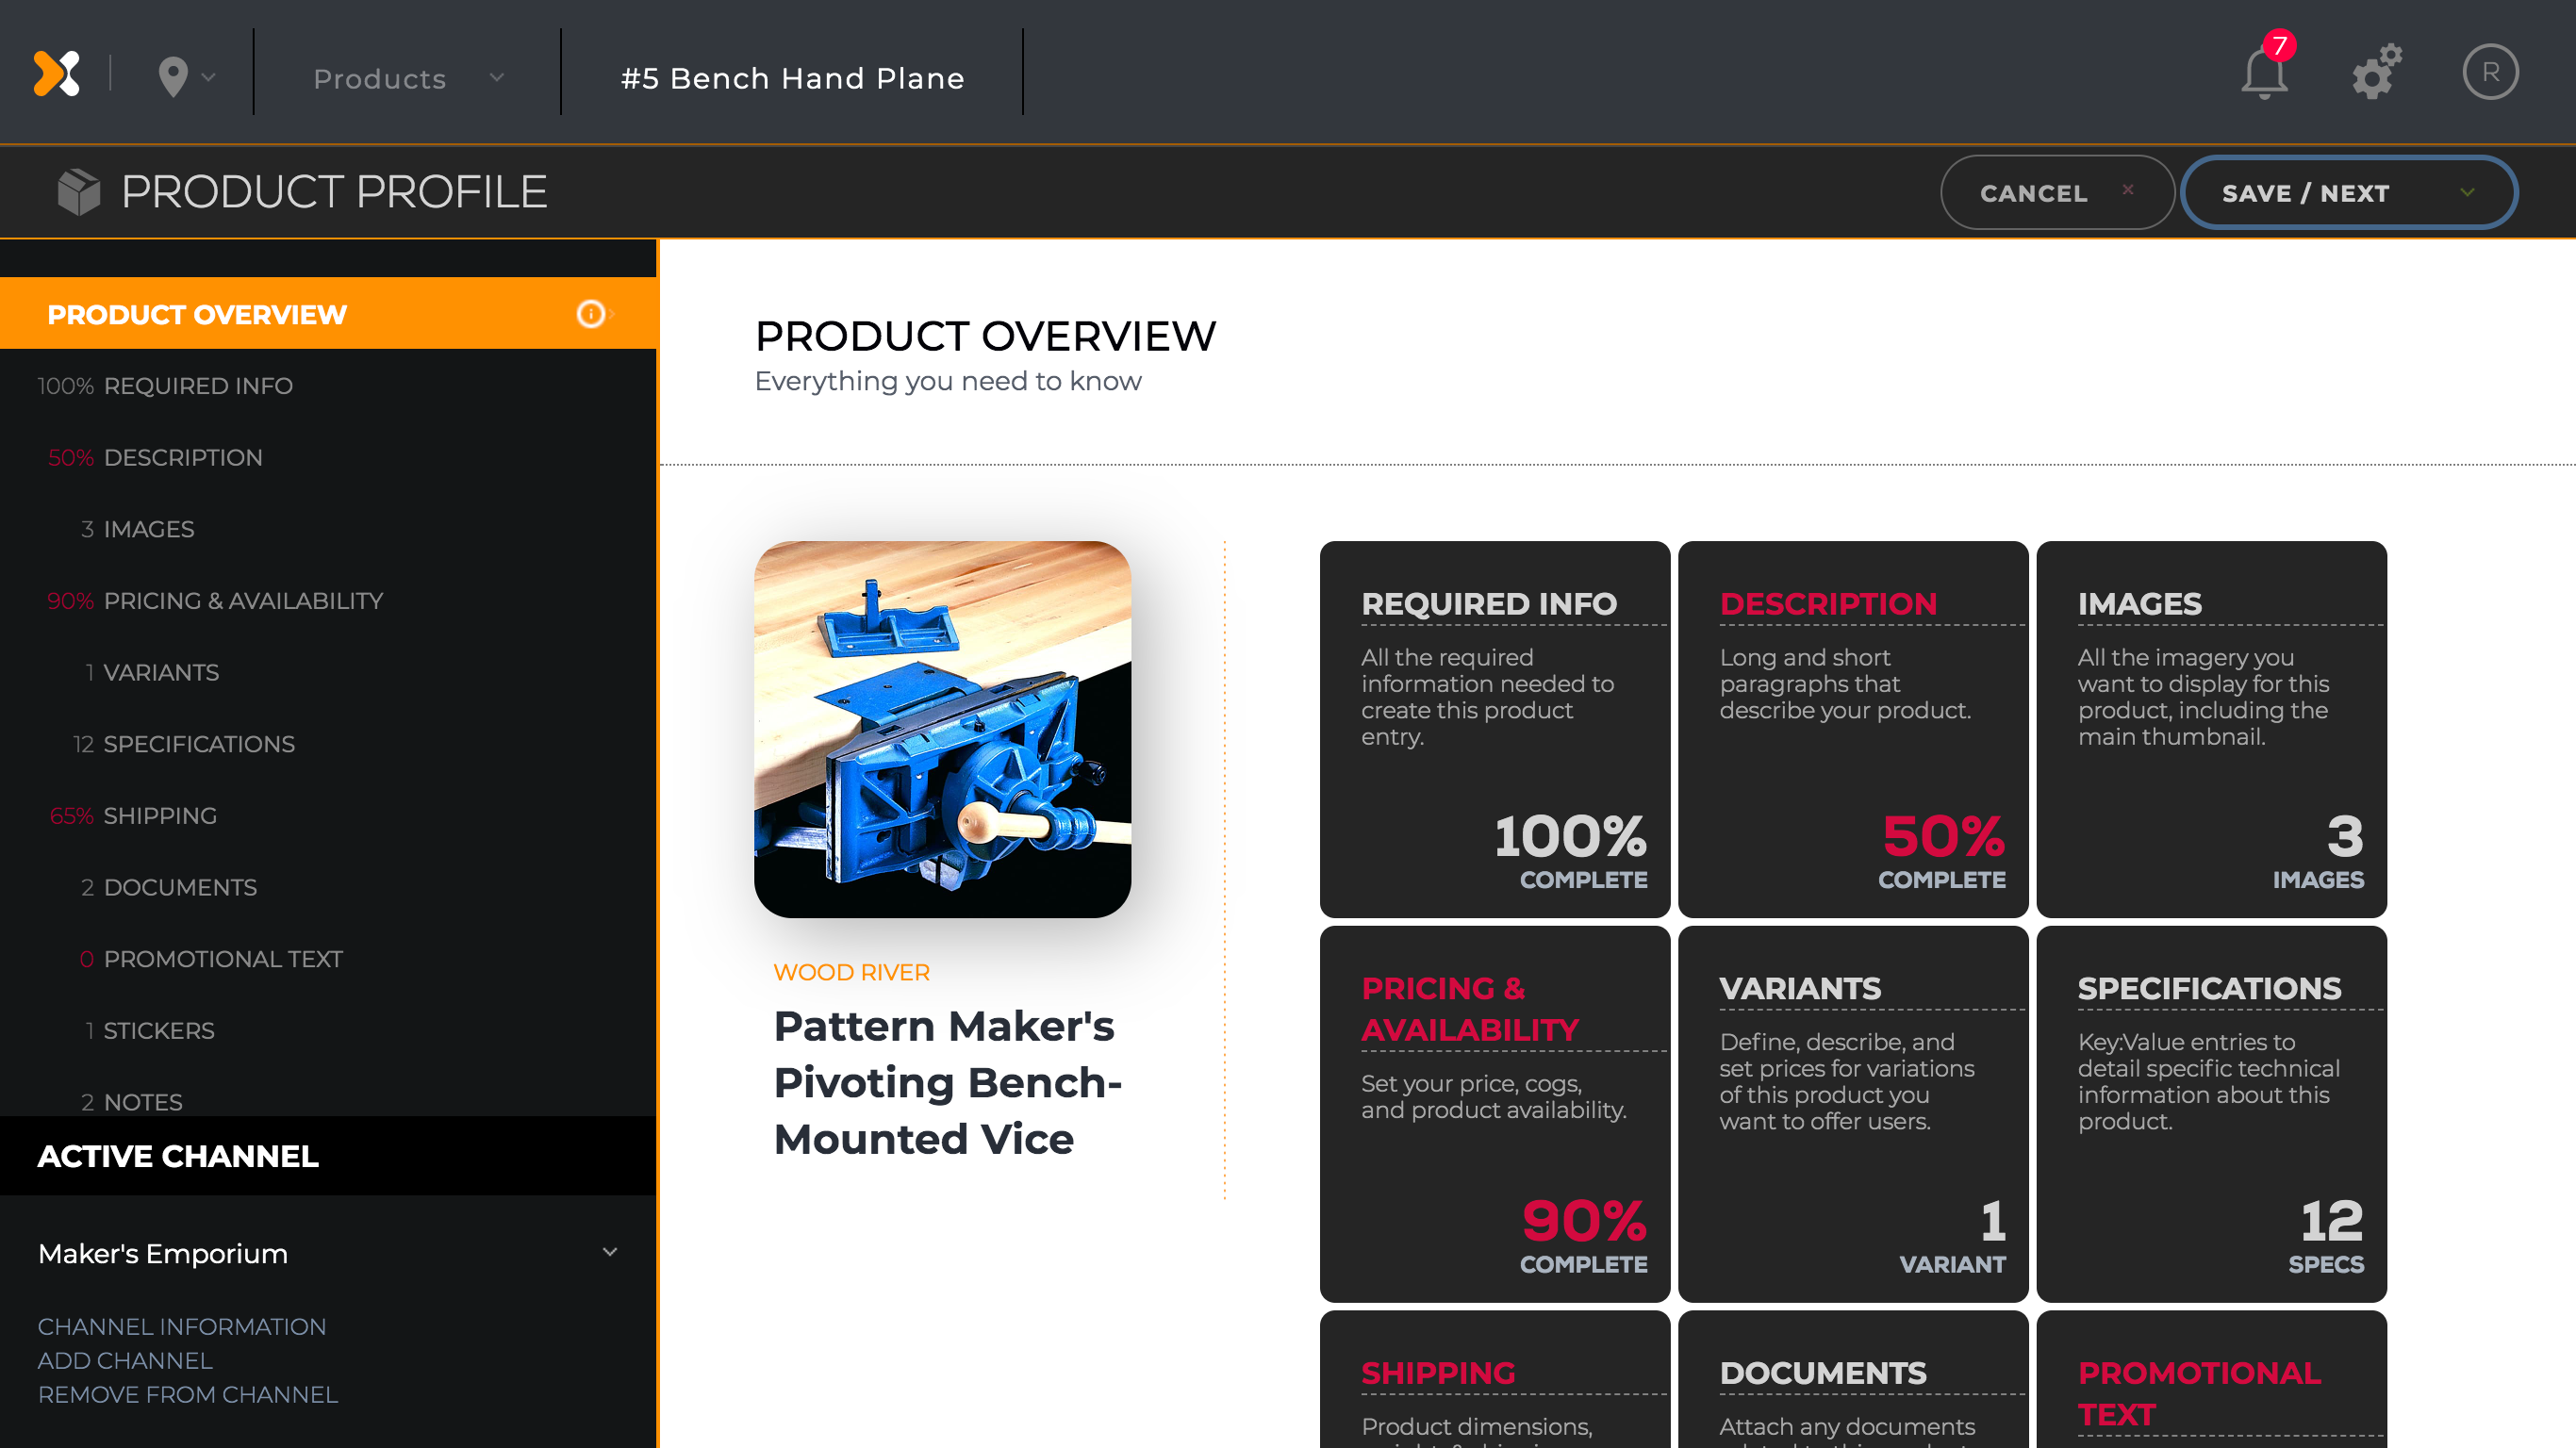 Products
#5 Bench Hand Plane
7
R
PRODUCT PROFILE
CANCEL
SAVE / NEXT
PRODUCT OVERVIEW
100% REQUIRED INFO
50% DESCRIPTION
3 IMAGES
90% PRICING & AVAILABILITY
1 VARIANTS
12 SPECIFICATIONS
65% SHIPPING
2 DOCUMENTS
0 PROMOTIONAL TEXT
1 STICKERS
2 NOTES
ACTIVE CHANNEL
Maker's Emporium
CHANNEL INFORMATION
ADD CHANNEL
REMOVE FROM CHANNEL
PRODUCT OVERVIEW
Everything you need to know
WOOD RIVER
Pattern Maker's
Pivoting Bench-
Mounted Vice
REQUIRED INFO
All the required
information needed to
create this product
entry.
100%
COMPLETE
DESCRIPTION
Long and short
paragraphs that
describe your product.
50%
COMPLETE
IMAGES
All the imagery you
want to display for this
product, including the
main thumbnail.
3
IMAGES
PRICING &
AVAILABILITY
Set your price, cogs,
and product availability.
90%
COMPLETE
VARIANTS
Define, describe, and
set prices for variations
of this product you
want to offer users.
1
VARIANT
SPECIFICATIONS
Key:Value entries to
detail specific technical
information about this
product.
12
SPECS
SHIPPING
Product dimensions,
DOCUMENTS
Attach any documents
PROMOTIONAL
TEXT